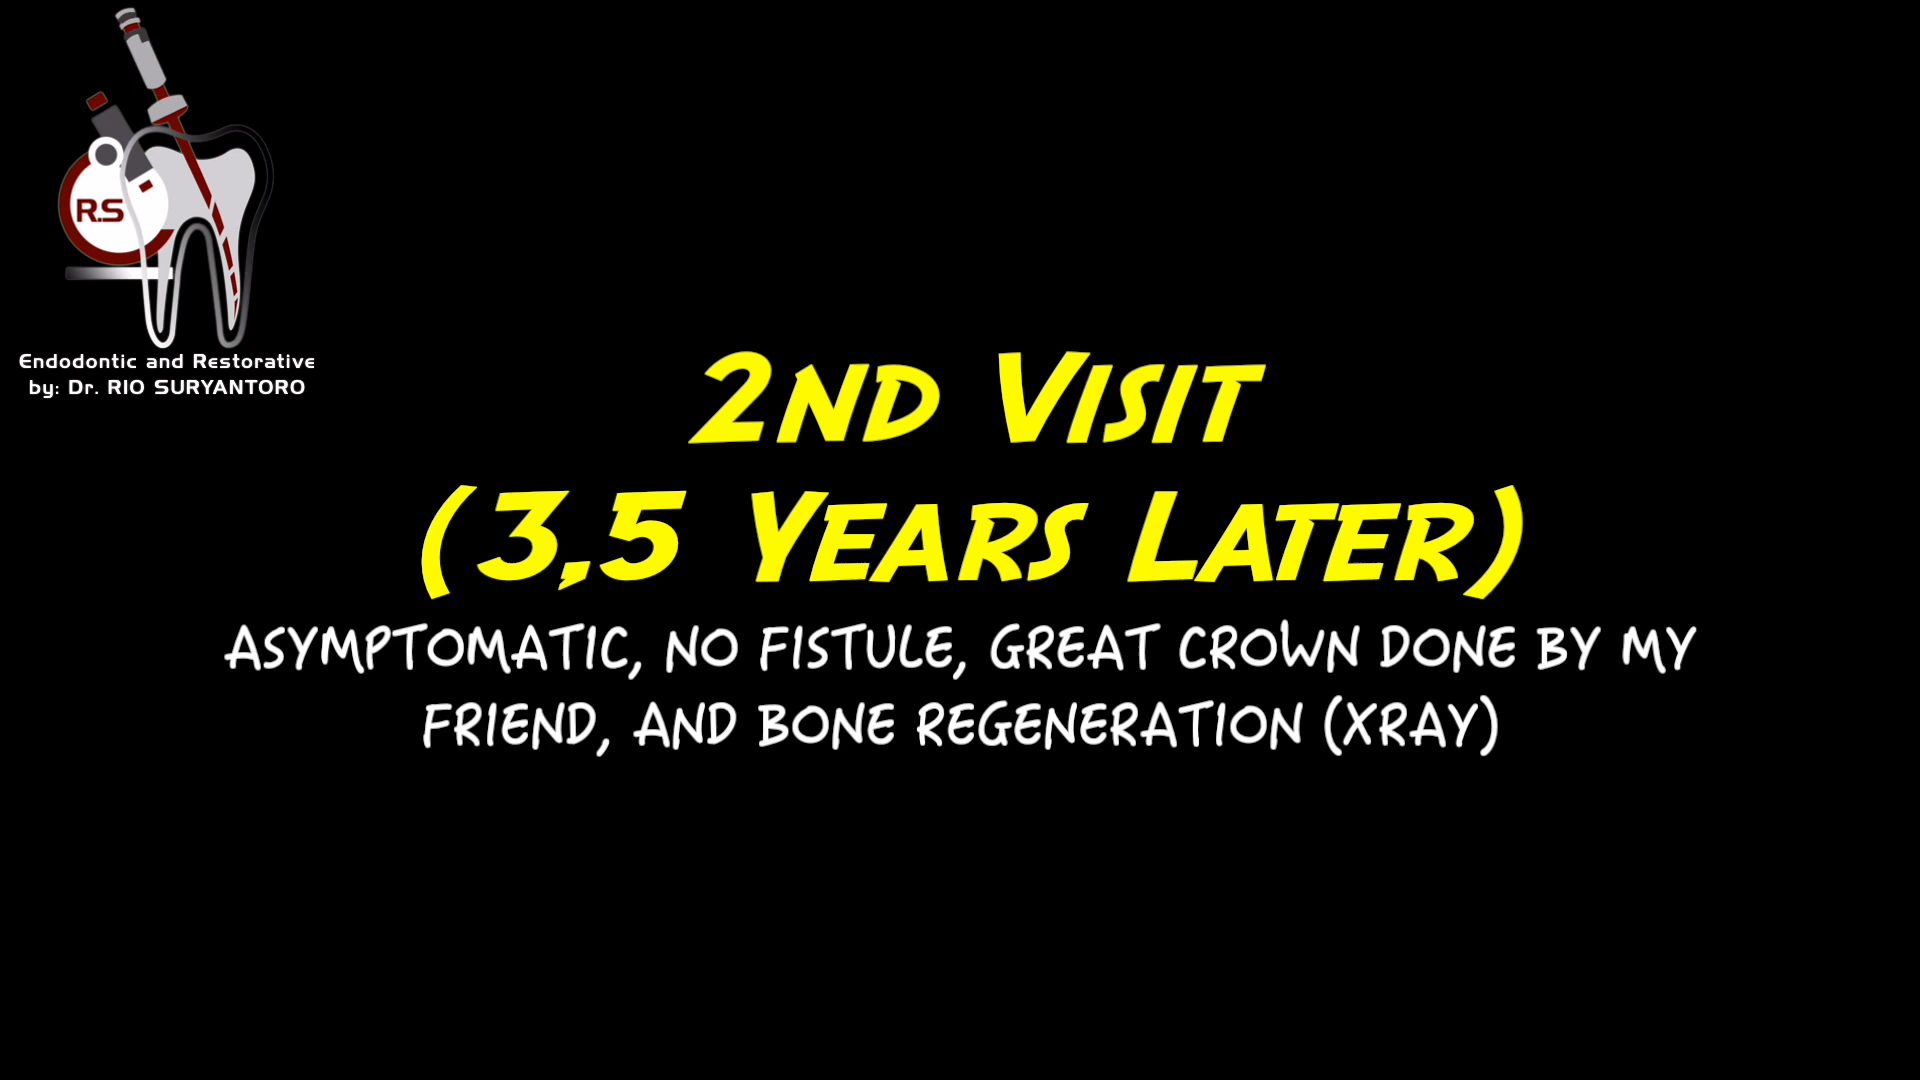 R.S
Endodontic and Restorative
by: Dr. RIO SURYANTORO
2ND VISIT
(3,5 YEARS LATER)
ASYMPTOMATIC, NO FISTULE, GREAT CROWN DONE BY MY
FRIEND, AND BONE REGENERATION (XRAY)